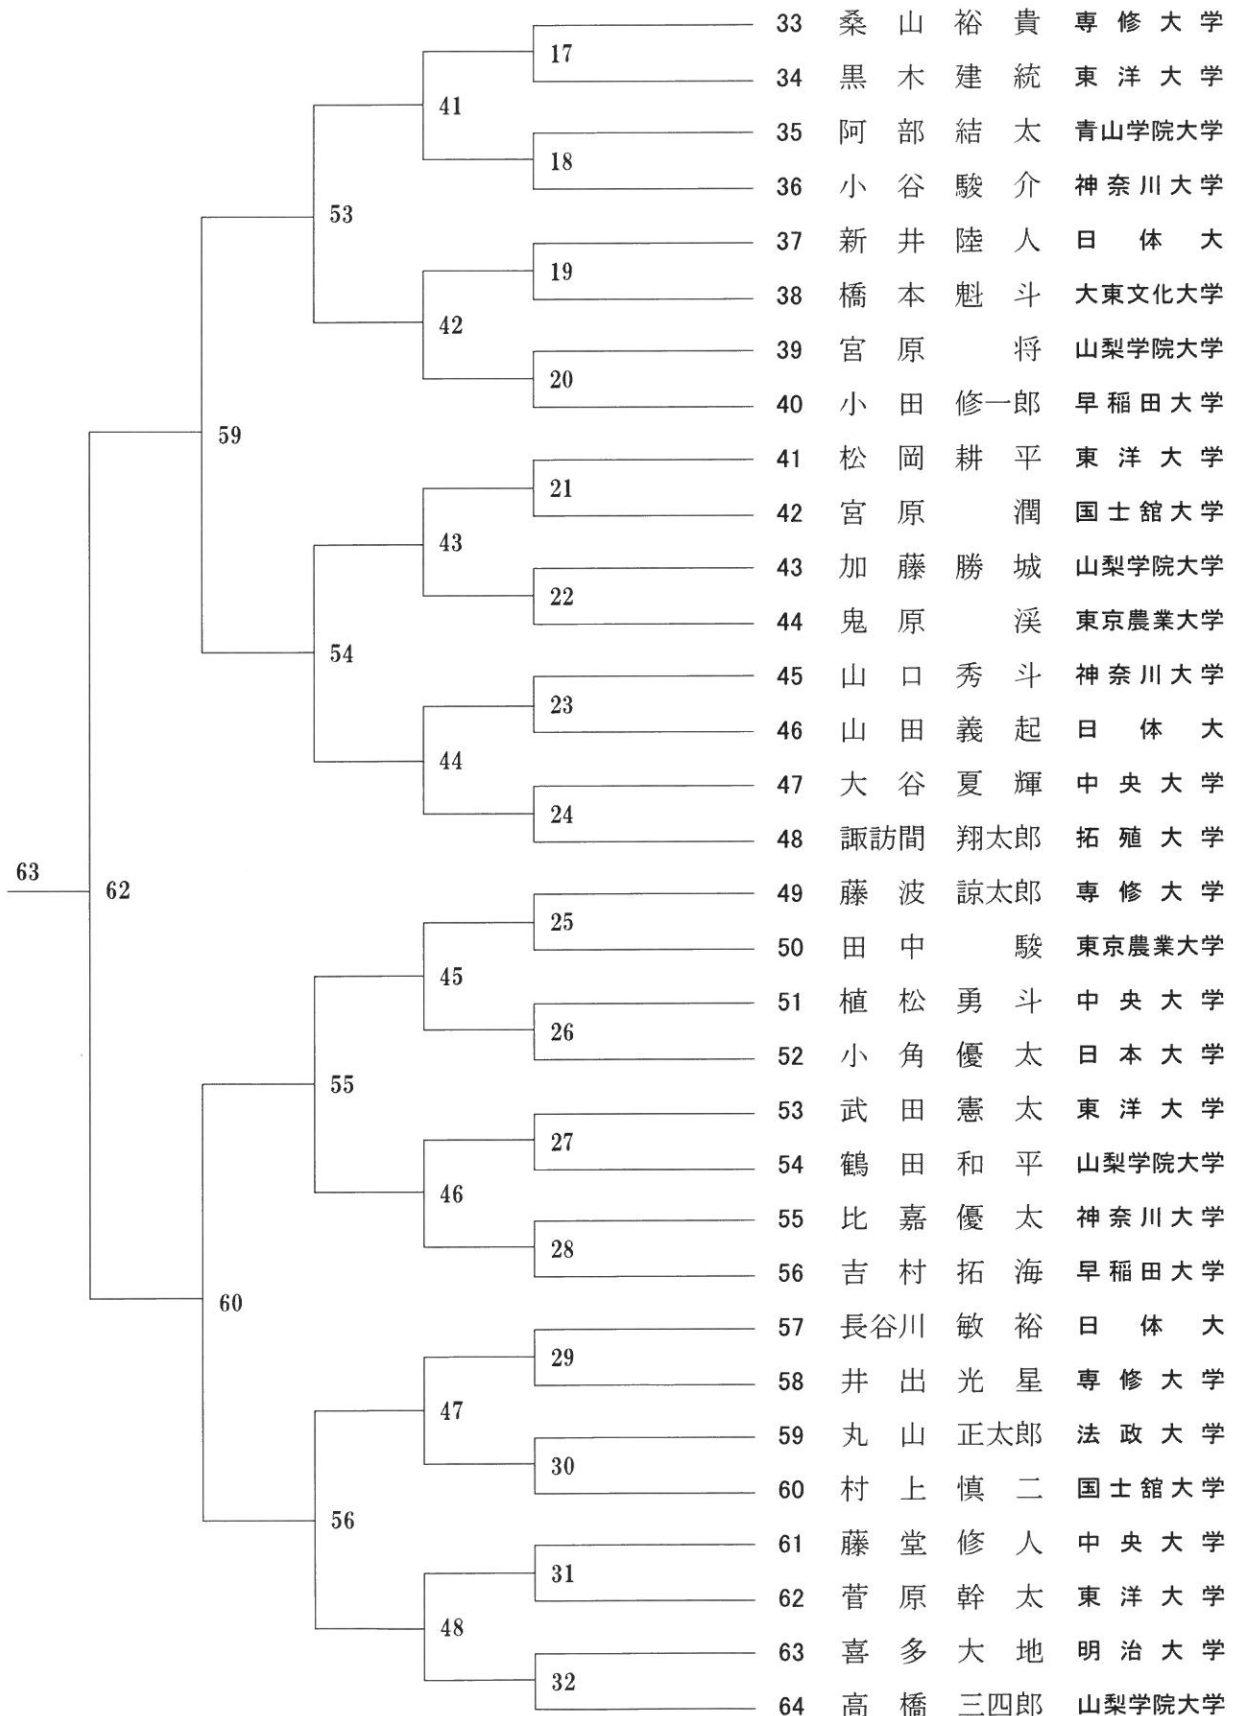 33 桑山裕貴 専修大学
17
34 黒木建統 東洋大学
41
35 阿部結太 青山学院大学
18
36 小谷駿介 神奈川大学
53
37 新井陸人 日体大
19
38 橋本魁斗 大東文化大学
42
39 宮原将 山梨学院大学
20
40 小田修一郎 早稲田大学
59
41 松岡耕平 東洋大学
21
42 宮原潤 国士舘大学
43
43 加藤勝城 山梨学院大学
22
44 鬼原渓 東京農業大学
54
45 山口秀斗 神奈川大学
23
46 山田義起 日体大
44
47 大谷夏輝 中央大学
24
48 諏訪間翔太郎 拓殖大学
63
62
49 藤波諒太郎 専修大学
25
50 田中駿 東京農業大学
45
51 植松勇斗 中央大学
26
52 小角優太 日本大学
55
53 武田憲太 東洋大学
27
54 鶴田和平 山梨学院大学
46
55 比嘉優太 神奈川大学
28
56 吉村拓海 早稲田大学
60
57 長谷川敏裕 日体大
29
58 井出光星 専修大学
47
59 丸山正太郎 法政大学
30
60 村上慎二 国士舘大学
56
61 藤堂修人 中央大学
31
62 菅原幹太 東洋大学
48
63 喜多大地 明治大学
32
64 高橋三四郎 山梨学院大学